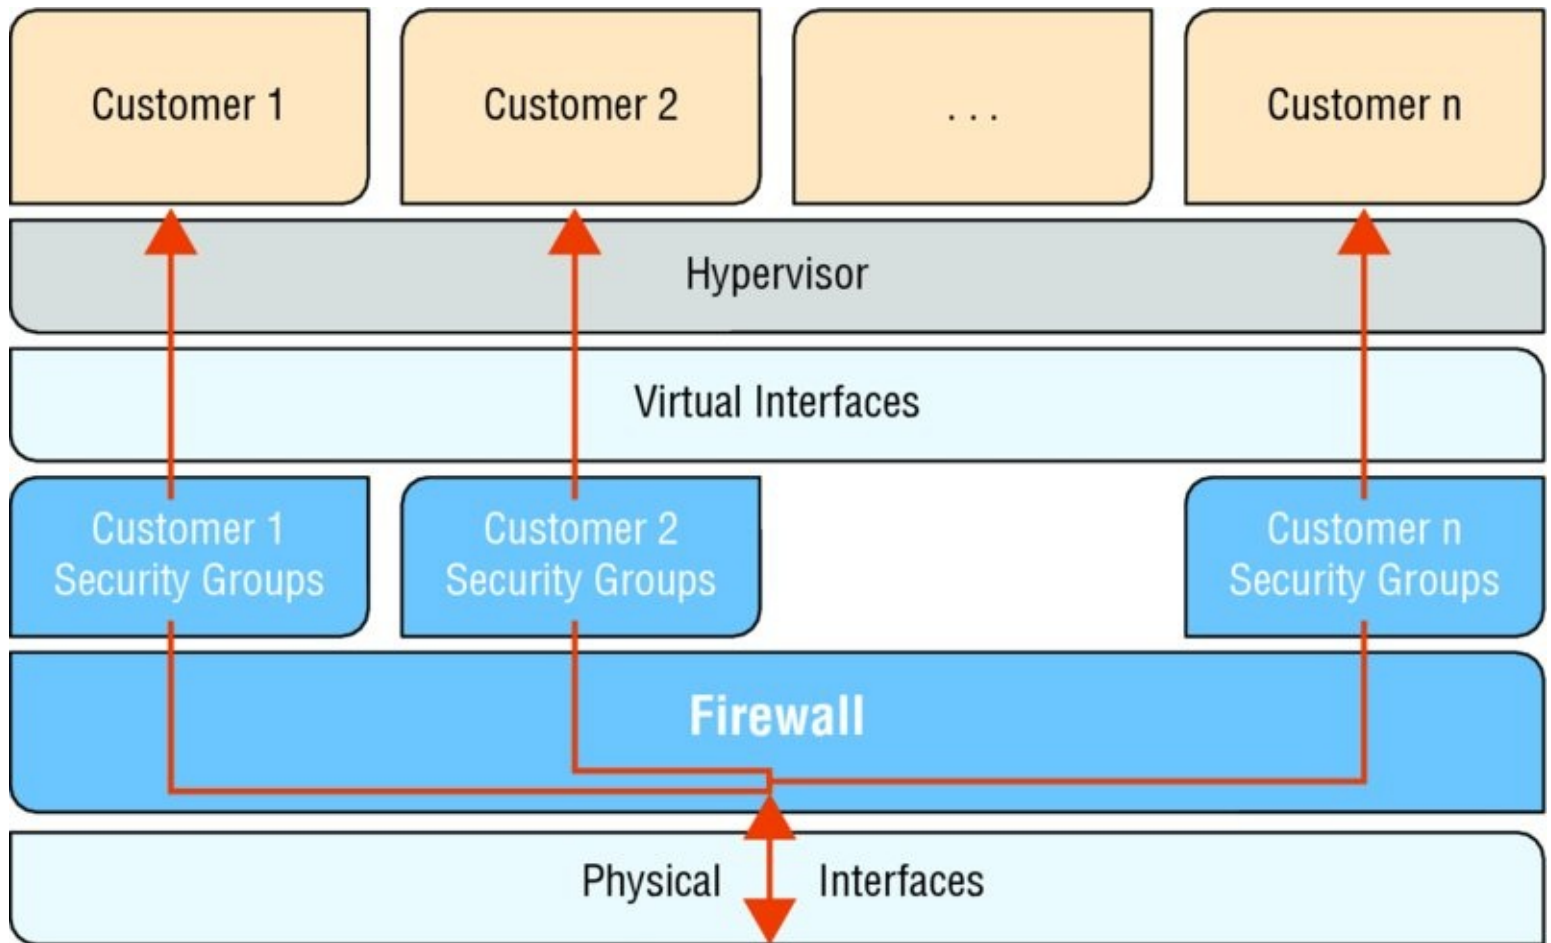 Customer 1
Customer 2
. . .
Customer n
Hypervisor
Virtual Interfaces
Customer 1
Security Groups
Customer 2
Security Groups
Customer n
Security Groups
Firewall
Physical Interfaces